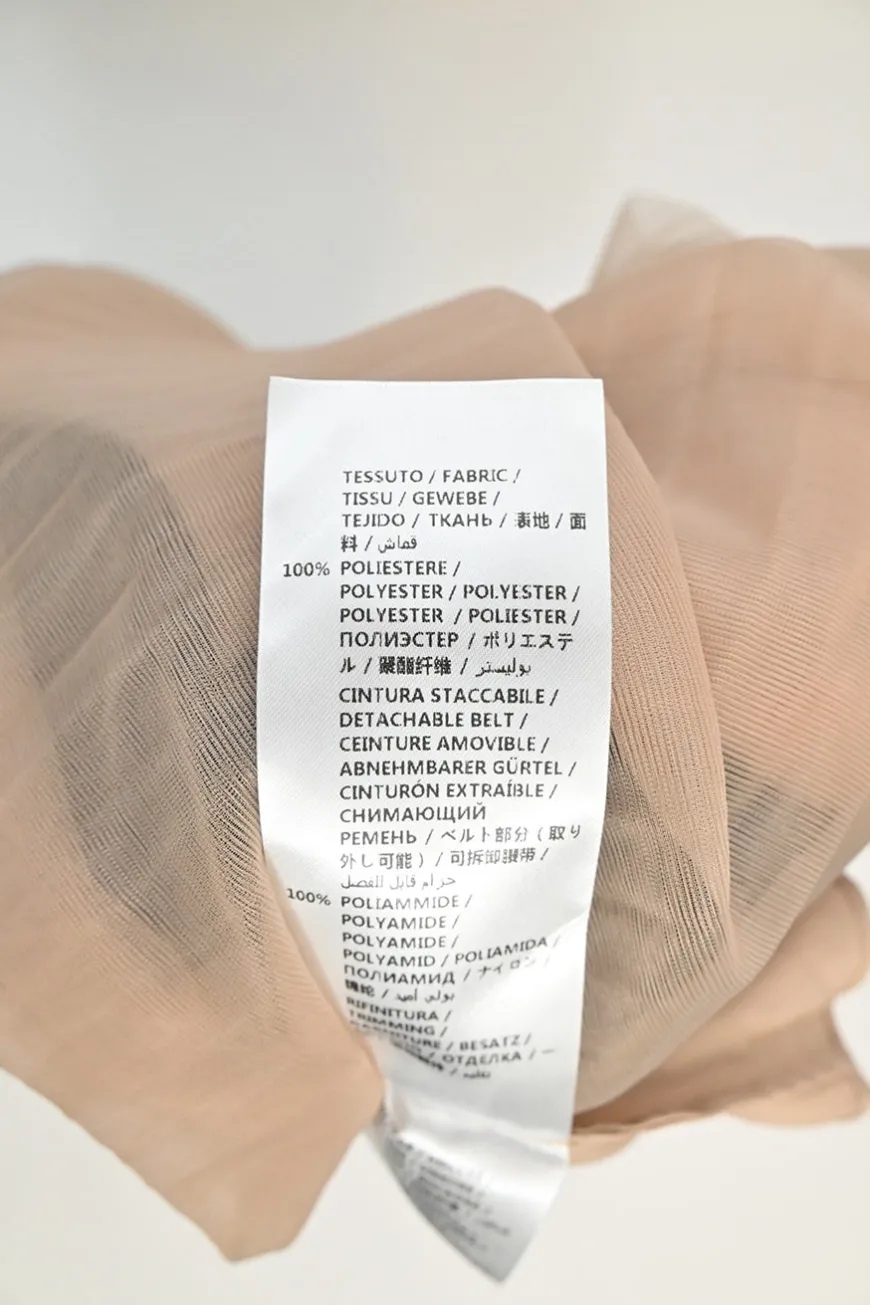 TESSUTO / FABRIC /
TISSU / GEWEBE /
TEJIDO / ТКАНЬ / 表地 / 面
料 / قماش
100% POLIESTERE /
POLYESTER / POLYESTER /
POLYESTER / POLIESTER /
ПОЛИЭСТЕР / ポリエステ
ル / 聚酯纤维 / بوليستر
CINTURA STACCABILE /
DETACHABLE BELT /
CEINTURE AMOVIBLE /
ABNEHMBARER GÜRTEL /
CINTURÓN EXTRAÍBLE /
СНИМАЮЩИЙ
РЕМЕНЬ / ベルト部分 ( 取り
外し可能 ) / 可拆卸腰带 /
حزام قابل للفصل
100% POLIAMMIDE /
POLYAMIDE /
POLYAMIDE /
POLYAMID / POLIAMIDA /
ПОЛИАМИД / ナイロン /
بولي أميد
RIFINITURA /
TRIMMING /
/ BESATZ /
/ ОТДЕЛКА /